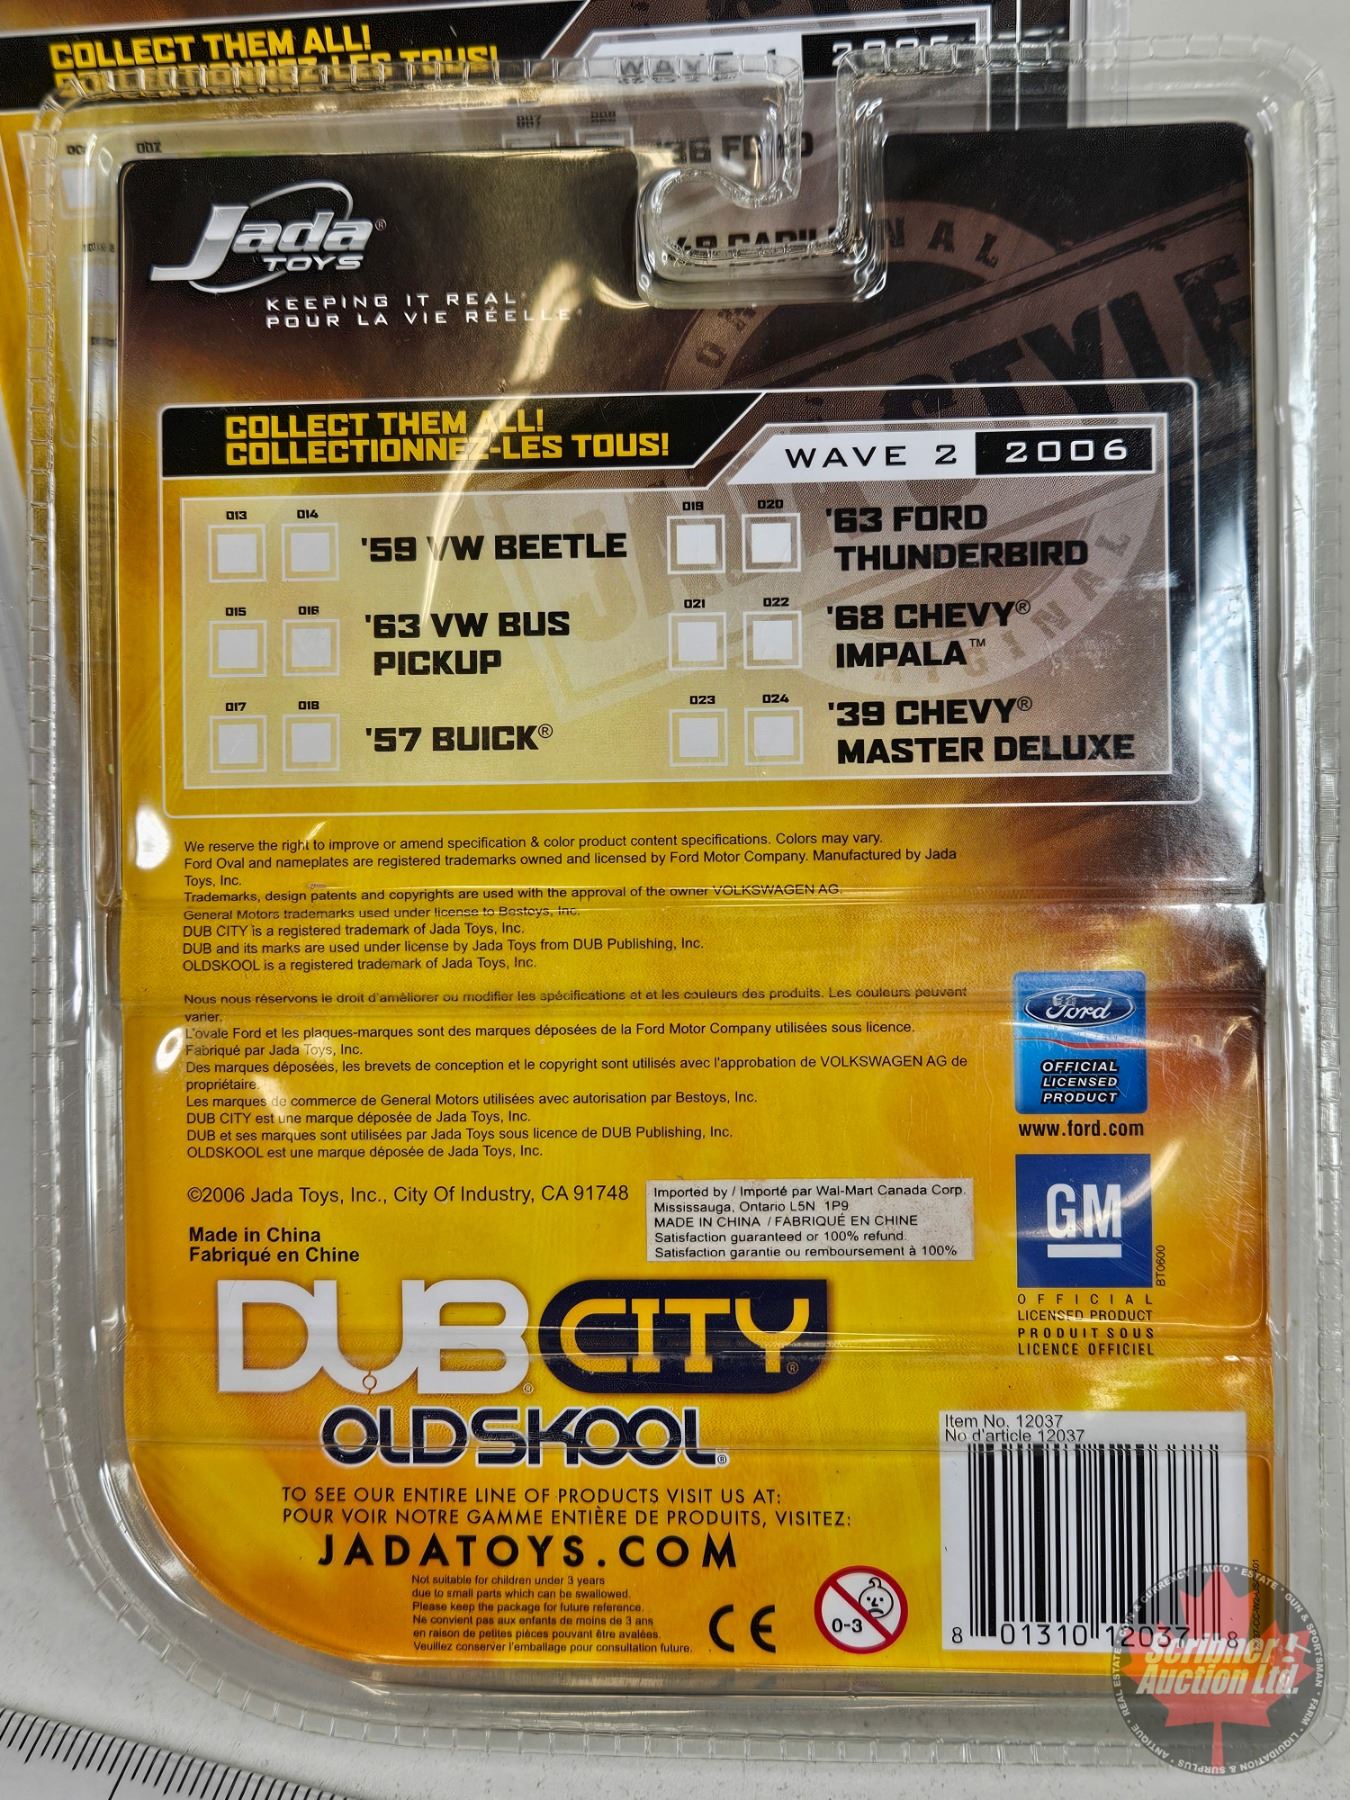 COLLECT THEM ALL!
COLLECTIONNEZ-LES TOUS!
'36 FORD
Jada®
TOYS
KEEPING IT REAL
POUR LA VIE RÉELLE
COLLECT THEM ALL!
COLLECTIONNEZ-LES TOUS!
WAVE 2 2006
013 014
'59 VW BEETLE
015 016
'63 VW BUS
PICKUP
017 018
'57 BUICK®
019 020
'63 FORD
THUNDERBIRD
021 022
'68 CHEVY®
IMPALA™
023 024
'39 CHEVY®
MASTER DELUXE
We reserve the right to improve or amend specification & color product content specifications. Colors may vary.
Ford Oval and nameplates are registered trademarks owned and licensed by Ford Motor Company. Manufactured by Jada
Toys, Inc.
Trademarks, design patents and copyrights are used with the approval of the owner VOLKSWAGEN AG.
General Motors trademarks used under license to Bestoys, Inc.
DUB CITY is a registered trademark of Jada Toys, Inc.
DUB and its marks are used under license by Jada Toys from DUB Publishing, Inc.
OLDSKOOL is a registered trademark of Jada Toys, Inc.
Nous nous réservons le droit d'améliorer ou modifier les spécifications et et les couleurs des produits. Les couleurs peuvent
varier.
L'ovale Ford et les plaques-marques sont des marques déposées de la Ford Motor Company utilisées sous licence.
Fabriqué par Jada Toys, Inc.
Des marques déposées, les brevets de conception et le copyright sont utilisés avec l'approbation de VOLKSWAGEN AG de
propriétaire.
Les marques de commerce de General Motors utilisées avec autorisation par Bestoys, Inc.
DUB CITY est une marque déposée de Jada Toys, Inc.
DUB et ses marques sont utilisées par Jada Toys sous licence de DUB Publishing, Inc.
OLDSKOOL est une marque déposée de Jada Toys, Inc.
©2006 Jada Toys, Inc., City Of Industry, CA 91748
Made in China
Fabriqué en Chine
Imported by / Importé par Wal-Mart Canada Corp.
Mississauga, Ontario L5N 1P9
MADE IN CHINA / FABRIQUÉ EN CHINE
Satisfaction guaranteed or 100% refund.
Satisfaction garantie ou remboursement à 100%
Ford
OFFICIAL
LICENSED
PRODUCT
www.ford.com
GM
BT0600
OFFICIAL
LICENSED PRODUCT
PRODUIT SOUS
LICENCE OFFICIEL
DUB® CITY®
OLDSKOOL®
TO SEE OUR ENTIRE LINE OF PRODUCTS VISIT US AT:
POUR VOIR NOTRE GAMME ENTIÈRE DE PRODUITS, VISITEZ:
JADATOYS.COM
Not suitable for children under 3 years
due to small parts which can be swallowed.
Please keep the package for future reference.
Ne convient pas aux enfants de moins de 3 ans
en raison de petites pièces pouvant être avalées.
Veuillez conserver l'emballage pour consultation future.
CE
0-3
Item No. 12037
No d'article 12037
8 01310 12037 8
Scribner
Auction Ltd.